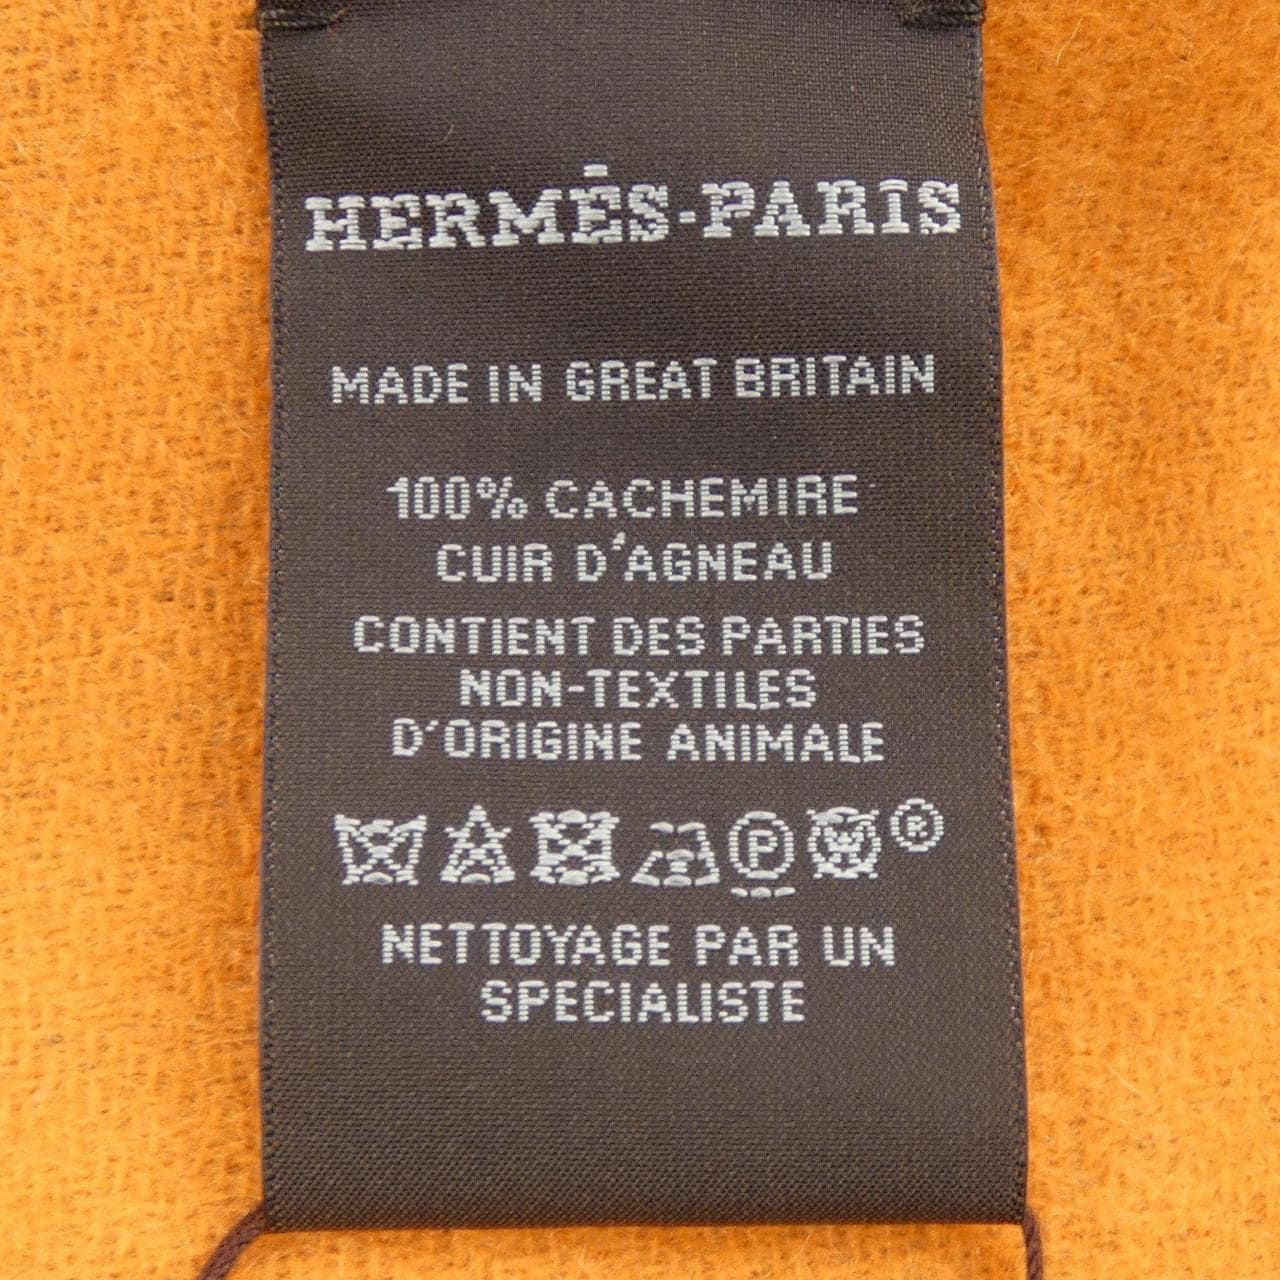 HERMÈS-PARIS
MADE IN GREAT BRITAIN
100% CACHEMIRE
CUIR D'AGNEAU
CONTIENT DES PARTIES
NON-TEXTILES
D'ORIGINE ANIMALE
P ®
NETTOYAGE PAR UN
SPECIALISTE